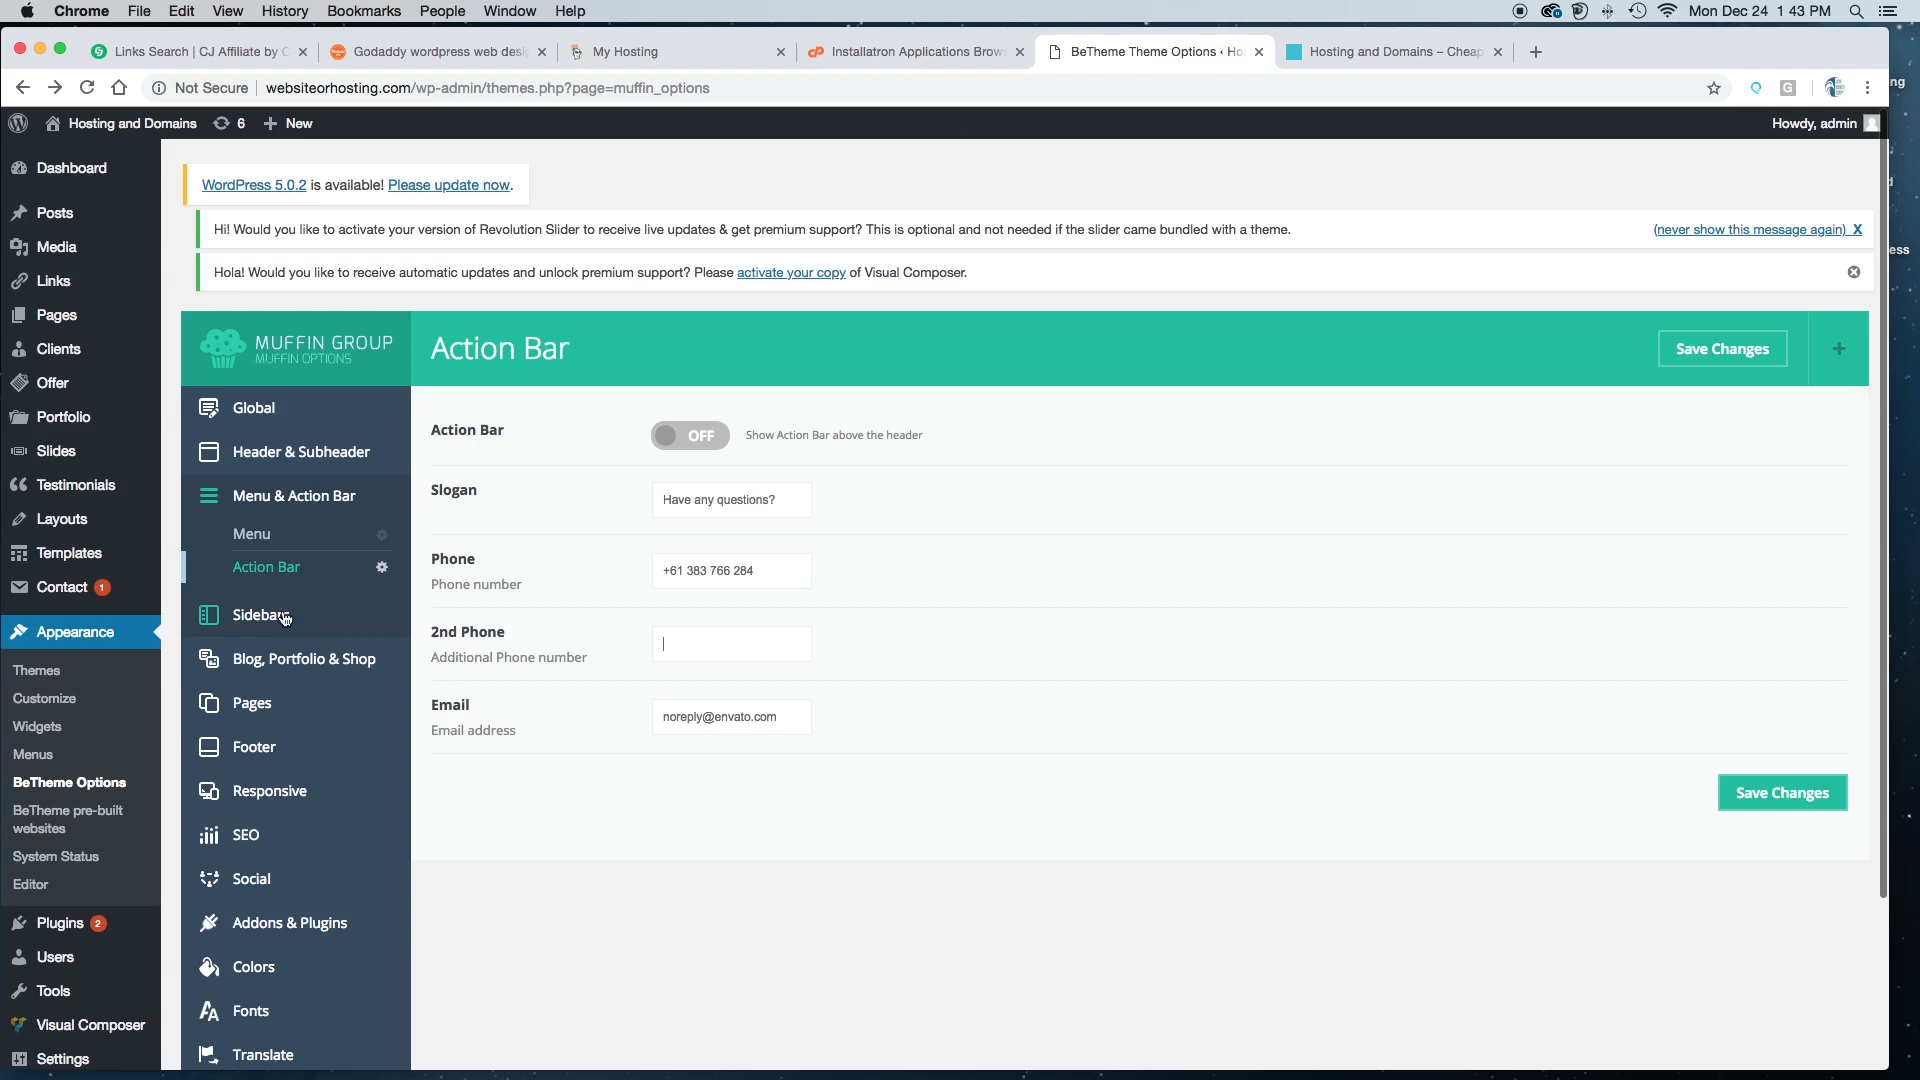 Chrome File Edit View History Bookmarks People Window Help
Mon Dec 24 1 43 PM
Links Search | CJ Affiliate by C
Godaddy wordpress web desi
My Hosting
Installatron Applications Brow
BeTheme Theme Options ‹ Ho
Hosting and Domains – Cheap
Not Secure websiteorhosting.com/wp-admin/themes.php?page=muffin_options
Hosting and Domains 6 New
Howdy, admin
Dashboard
Posts
Media
Links
Pages
Clients
Offer
Portfolio
Slides
Testimonials
Layouts
Templates
Contact 1
Appearance
Themes
Customize
Widgets
Menus
BeTheme Options
BeTheme pre-built
websites
System Status
Editor
Plugins 2
Users
Tools
Visual Composer
Settings
WordPress 5.0.2 is available! Please update now.
Hi! Would you like to activate your version of Revolution Slider to receive live updates & get premium support? This is optional and not needed if the slider came bundled with a theme.
(never show this message again) X
Hola! Would you like to receive automatic updates and unlock premium support? Please activate your copy of Visual Composer.
MUFFIN GROUP
MUFFIN OPTIONS
Action Bar
Save Changes
Global
Header & Subheader
Menu & Action Bar
Menu
Action Bar
Sidebars
Blog, Portfolio & Shop
Pages
Footer
Responsive
SEO
Social
Addons & Plugins
Colors
Fonts
Translate
Action Bar
OFF
Show Action Bar above the header
Slogan
Have any questions?
Phone
Phone number
+61 383 766 284
2nd Phone
Additional Phone number
Email
Email address
noreply@envato.com
Save Changes
ng
ess